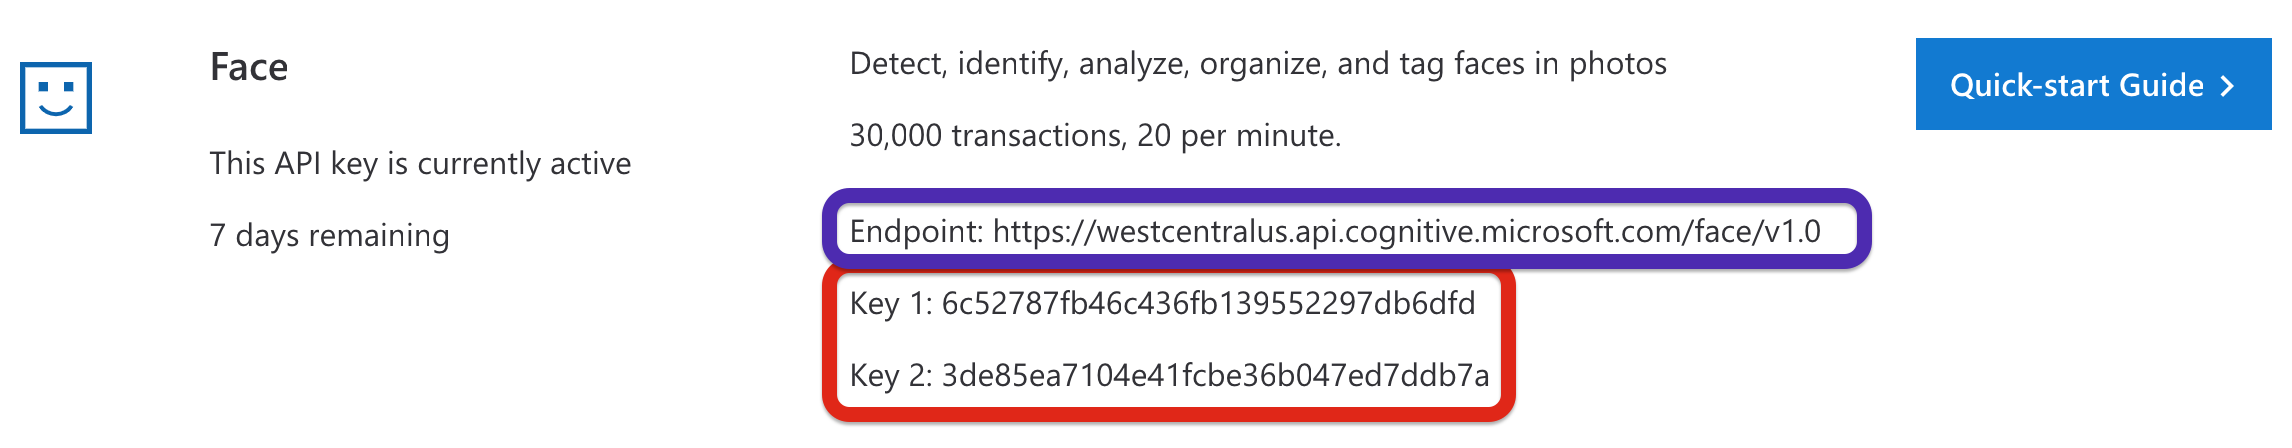 Face
This API key is currently active
7 days remaining
Detect, identify, analyze, organize, and tag faces in photos
30,000 transactions, 20 per minute.
Endpoint: https://westcentralus.api.cognitive.microsoft.com/face/v1.0
Key 1: 6c52787fb46c436fb139552297db6dfd
Key 2: 3de85ea7104e41fcbe36b047ed7ddb7a
Quick-start Guide >